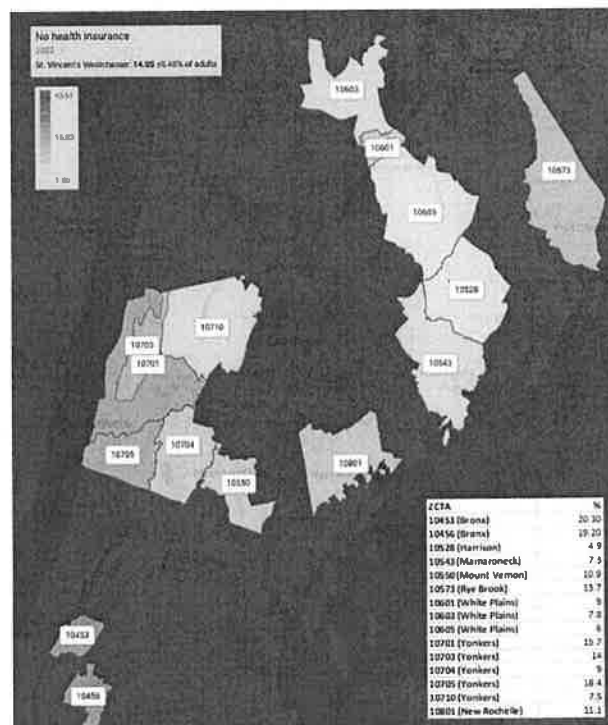 No health insurance
2022
St. Vincent's Westchester: 14.05 of adults
1.00
10603
10601
10605
10573
10528
10543
10710
10703
10701
10705
10704
10550
10801
10453
10456
ZCTA %
10453 (Bronx) 20.30
10456 (Bronx) 19.20
10528 (Harrison) 4.9
10543 (Mamaroneck) 7.5
10550 (Mount Vernon) 10.9
10573 (Rye Brook) 13.7
10601 (White Plains) 9
10603 (White Plains) 7.8
10605 (White Plains) 6
10701 (Yonkers) 15.7
10703 (Yonkers) 14
10704 (Yonkers) 9
10705 (Yonkers) 18.4
10710 (Yonkers) 7.5
10801 (New Rochelle) 11.1